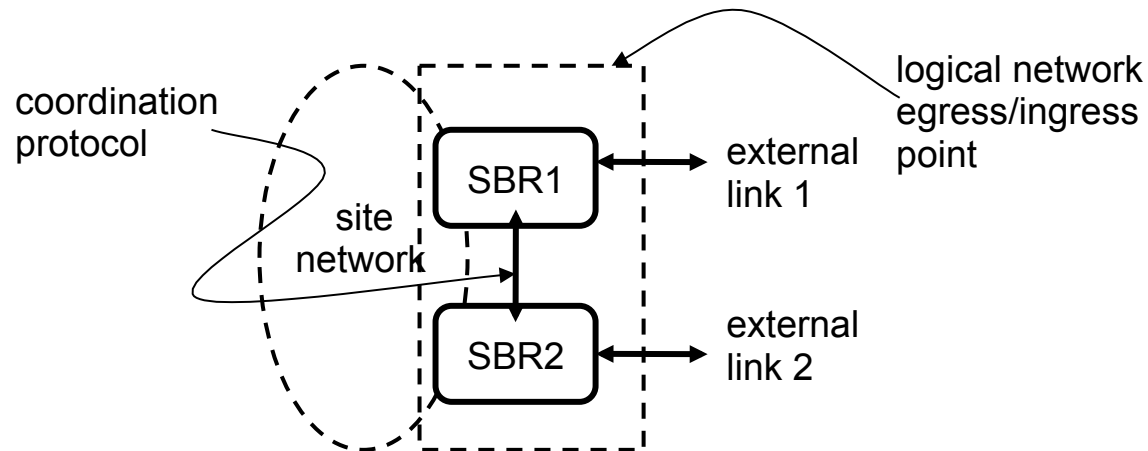 coordination
protocol
logical network
egress/ingress
point
SBR1
external
link 1
site
network
SBR2
external
link 2